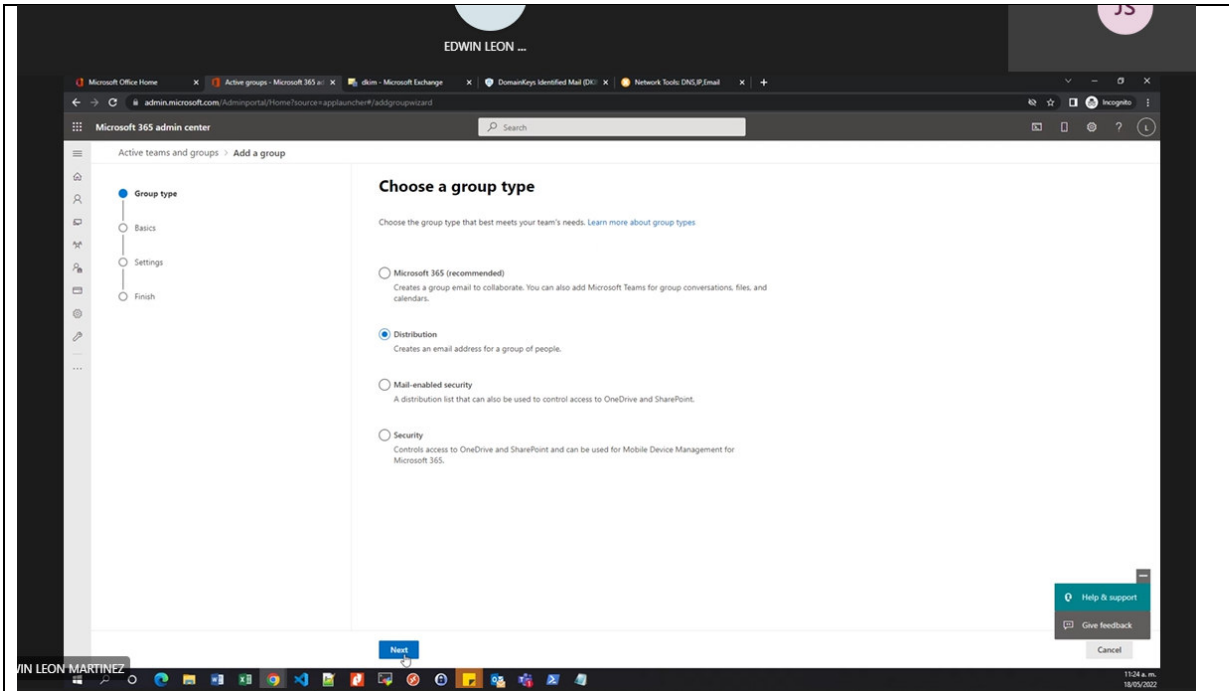 JS
EDWIN LEON ...
Microsoft Office Home
Active groups - Microsoft 365 a
dkim - Microsoft Exchange
DomainKeys Identified Mail (DKI
Network Tools: DNS,IP,Email
admin.microsoft.com/Adminportal/Home?source=applauncher#/addgroupwizard
Incognito
Microsoft 365 admin center
Search
L
Active teams and groups > Add a group
Group type
Basics
Settings
Finish
Choose a group type
Choose the group type that best meets your team's needs. Learn more about group types
Microsoft 365 (recommended)
Creates a group email to collaborate. You can also add Microsoft Teams for group conversations, files, and
calendars.
Distribution
Creates an email address for a group of people.
Mail-enabled security
A distribution list that can also be used to control access to OneDrive and SharePoint.
Security
Controls access to OneDrive and SharePoint and can be used for Mobile Device Management for
Microsoft 365.
Help & support
Give feedback
Next
Cancel
WIN LEON MARTINEZ
11:24 a. m.
18/05/2022